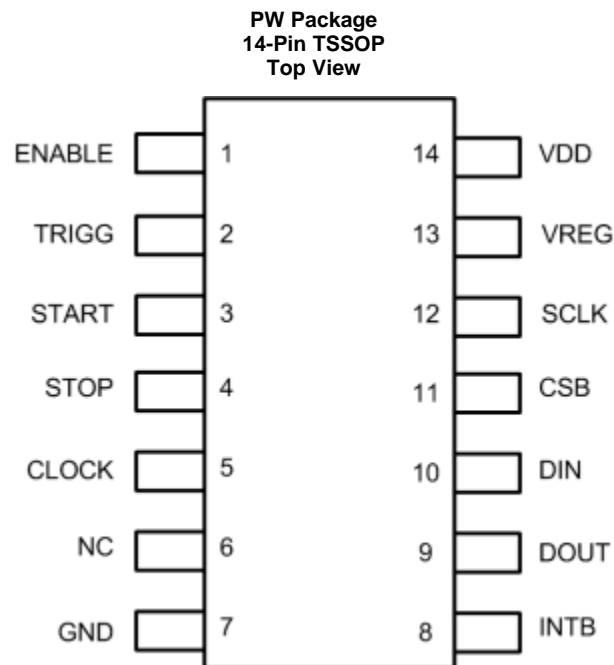 PW Package
14-Pin TSSOP
Top View
ENABLE 1 14 VDD
TRIGG 2 13 VREG
START 3 12 SCLK
STOP 4 11 CSB
CLOCK 5 10 DIN
NC 6 9 DOUT
GND 7 8 INTB